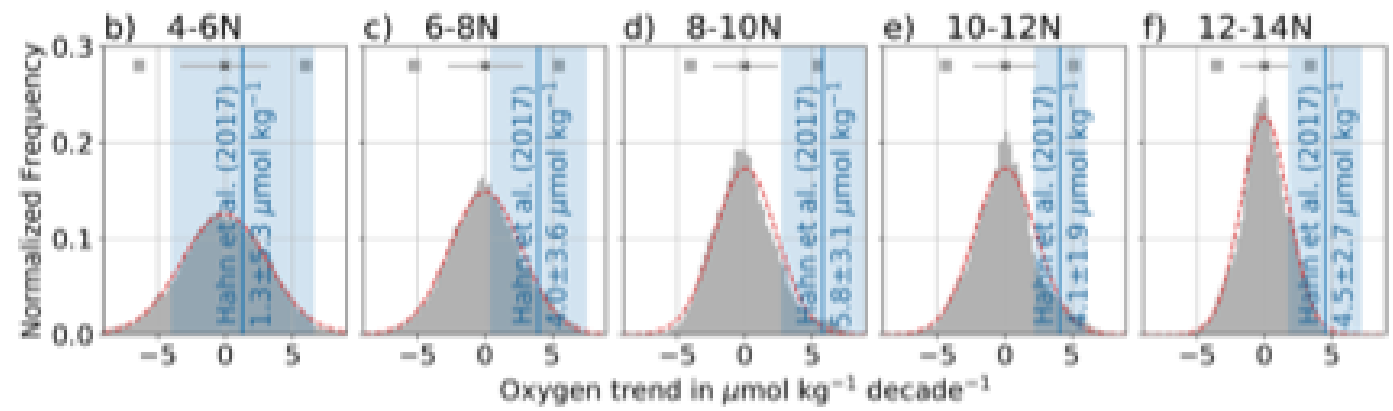 b) 4-6N
c) 6-8N
d) 8-10N
e) 10-12N
f) 12-14N
Normalized Frequency
0.3
0.2
0.1
0.0
Hahn et al. (2017)
1.3±5.3 μmol kg⁻¹
Hahn et al. (2017)
4.0±3.6 μmol kg⁻¹
Hahn et al. (2017)
5.8±3.1 μmol kg⁻¹
Hahn et al. (2017)
4.1±1.9 μmol kg⁻¹
Hahn et al. (2017)
4.5±2.7 μmol kg⁻¹
−5 0 5
−5 0 5
−5 0 5
−5 0 5
−5 0 5
Oxygen trend in μmol kg⁻¹ decade⁻¹